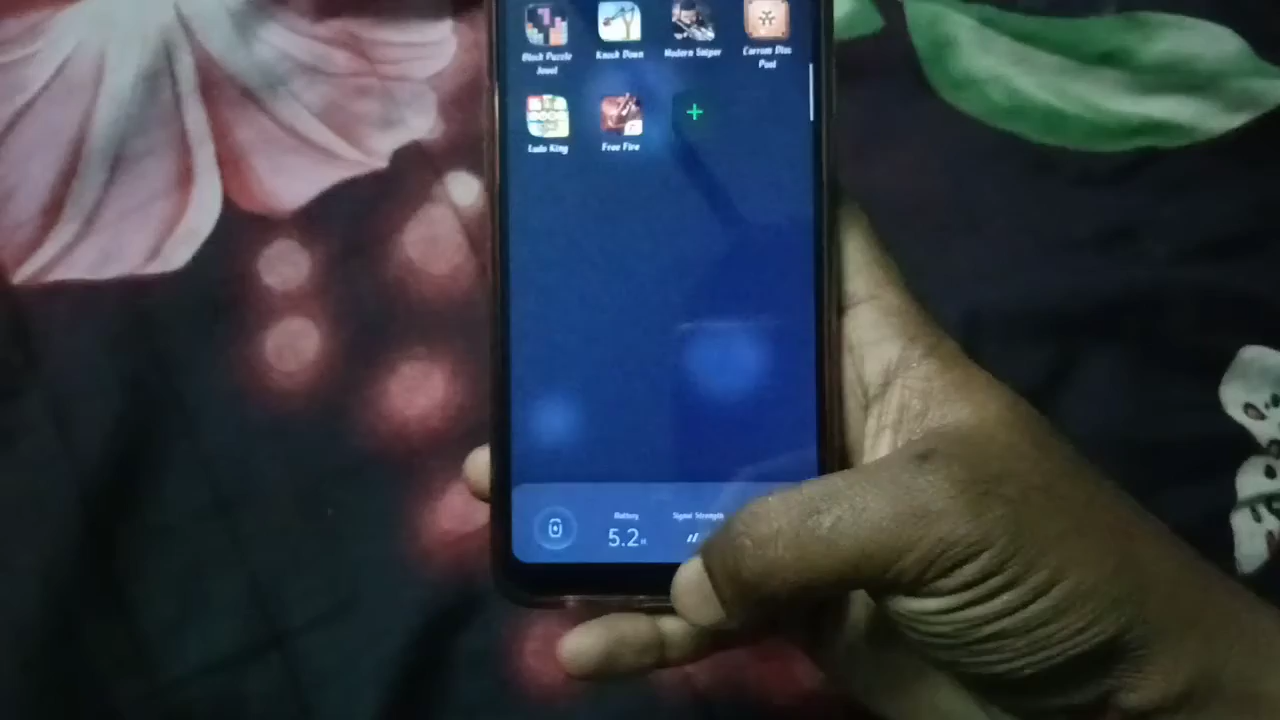 Block Puzzle
Jewel
Knock Down
Modern Sniper
Carrom Disc
Pool
Ludo King
Free Fire
+
Battery
Signal Strength
5.2